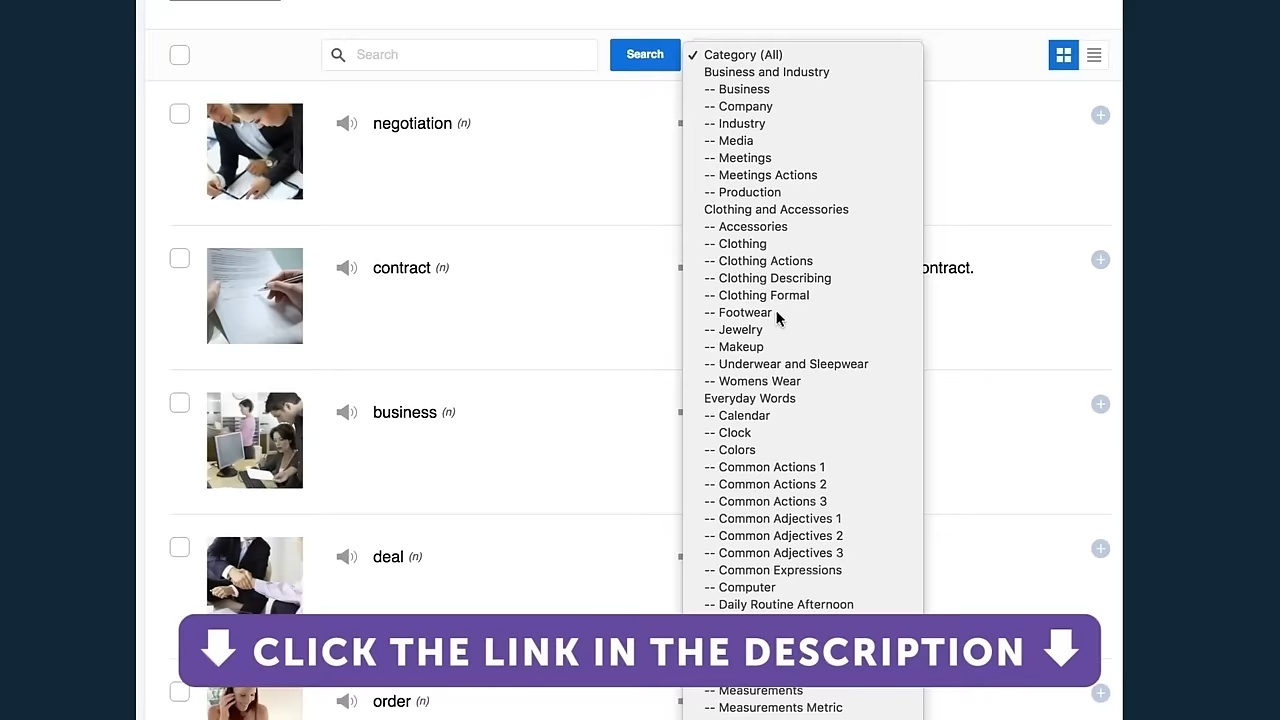 Search
Search
Category (All)
Business and Industry
-- Business
-- Company
-- Industry
-- Media
-- Meetings
-- Meetings Actions
-- Production
Clothing and Accessories
-- Accessories
-- Clothing
-- Clothing Actions
-- Clothing Describing
-- Clothing Formal
-- Footwear
-- Jewelry
-- Makeup
-- Underwear and Sleepwear
-- Womens Wear
Everyday Words
-- Calendar
-- Clock
-- Colors
-- Common Actions 1
-- Common Actions 2
-- Common Actions 3
-- Common Adjectives 1
-- Common Adjectives 2
-- Common Adjectives 3
-- Common Expressions
-- Computer
-- Daily Routine Afternoon
-- Measurements
-- Measurements Metric
negotiation (n)
contract (n)
ontract.
business (n)
deal (n)
CLICK THE LINK IN THE DESCRIPTION
order (n)